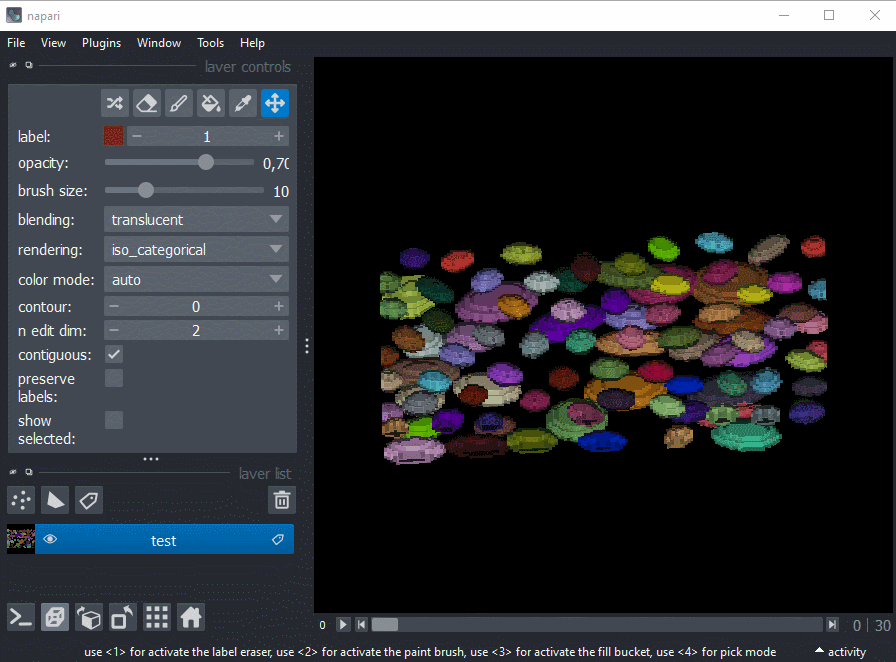 napari
File View Plugins Window Tools Help
layer controls
label: 1
opacity: 0,70
brush size: 10
blending: translucent
rendering: iso_categorical
color mode: auto
contour: 0
n edit dim: 2
contiguous:
preserve
labels:
show
selected:
layer list
test
0 0 | 30
use <1> for activate the label eraser, use <2> for activate the paint brush, use <3> for activate the fill bucket, use <4> for pick mode activity